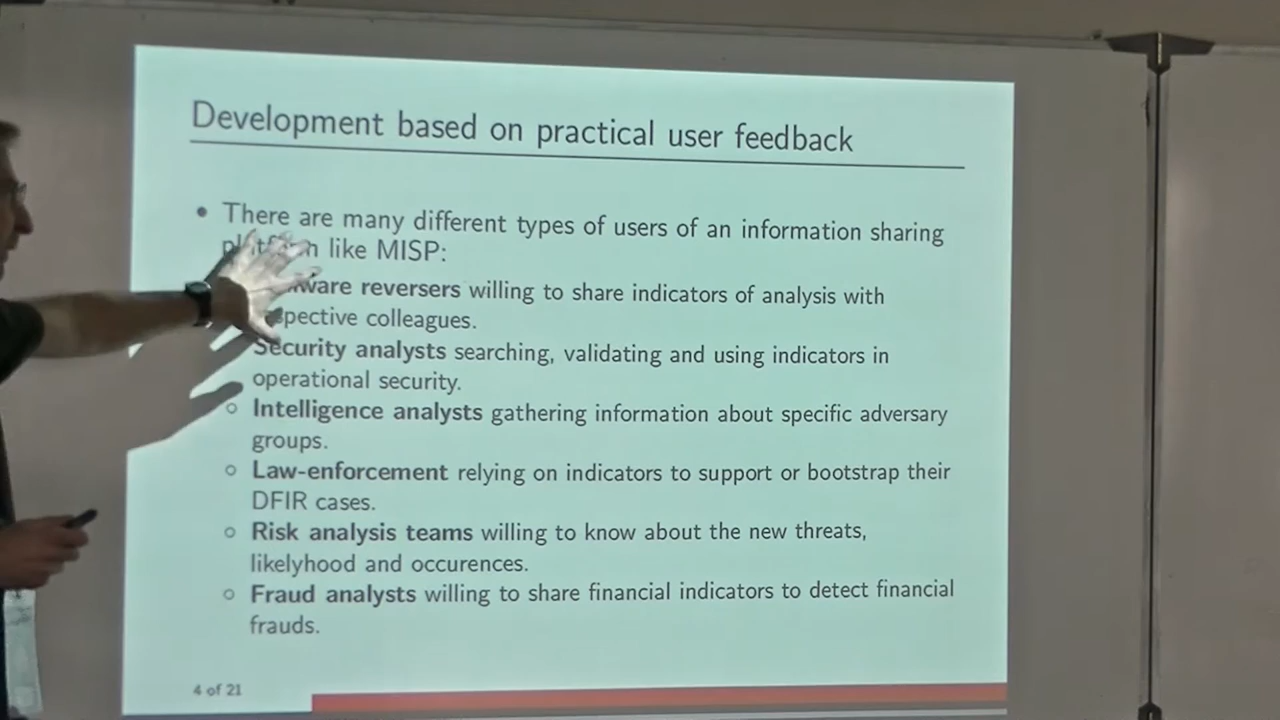 Development based on practical user feedback
• There are many different types of users of an information sharing
platform like MISP:
reversers willing to share indicators of analysis with
colleagues.
Security analysts searching, validating and using indicators in
operational security.
○ Intelligence analysts gathering information about specific adversary
groups.
○ Law-enforcement relying on indicators to support or bootstrap their
DFIR cases.
○ Risk analysis teams willing to know about the new threats,
likelyhood and occurences.
○ Fraud analysts willing to share financial indicators to detect financial
frauds.
4 of 21